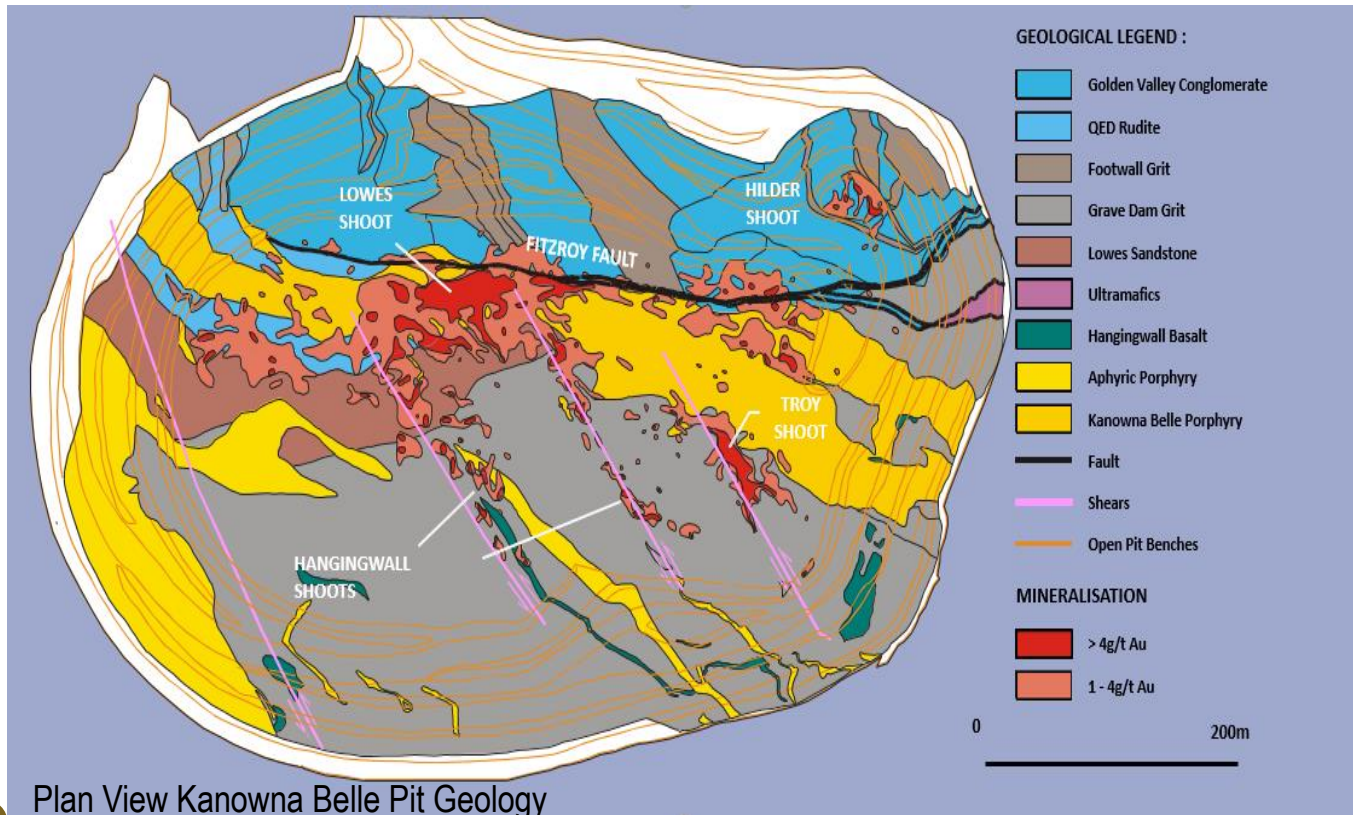 LOWES
SHOOT
HILDER
SHOOT
FITZROY FAULT
TROY
SHOOT
HANGINGWALL
SHOOTS
GEOLOGICAL LEGEND :
Golden Valley Conglomerate
QED Rudite
Footwall Grit
Grave Dam Grit
Lowes Sandstone
Ultramafics
Hangingwall Basalt
Aphyric Porphyry
Kanowna Belle Porphyry
Fault
Shears
Open Pit Benches
MINERALISATION
> 4g/t Au
1 - 4g/t Au
0 200m
Plan View Kanowna Belle Pit Geology